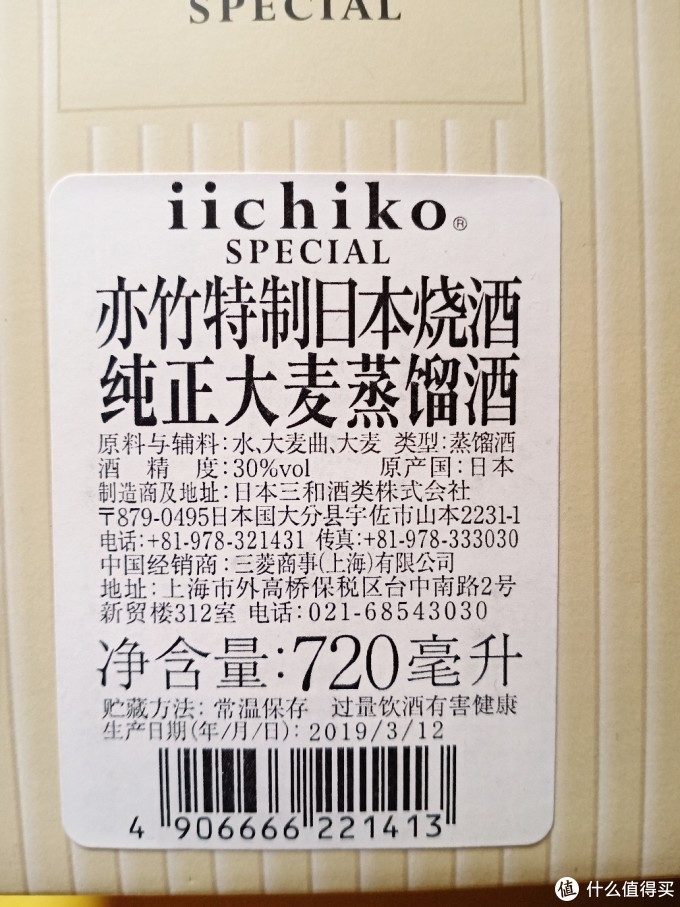 SPECIAL
iichiko®
SPECIAL
亦竹特制日本烧酒
纯正大麦蒸馏酒
原料与辅料:水、大麦曲、大麦 类型:蒸馏酒
酒 精 度:30%vol 原产国:日本
制造商及地址:日本三和酒类株式会社
〒879-0495日本国大分县宇佐市山本2231-1
电话:+81-978-321431 传真:+81-978-333030
中国经销商:三菱商事(上海)有限公司
地址:上海市外高桥保税区台中南路2号
新贸楼312室 电话:021-68543030
净含量:720毫升
贮藏方法:常温保存 过量饮酒有害健康
生产日期(年/月/日):2019/3/12
4 906666 221413
值 什么值得买